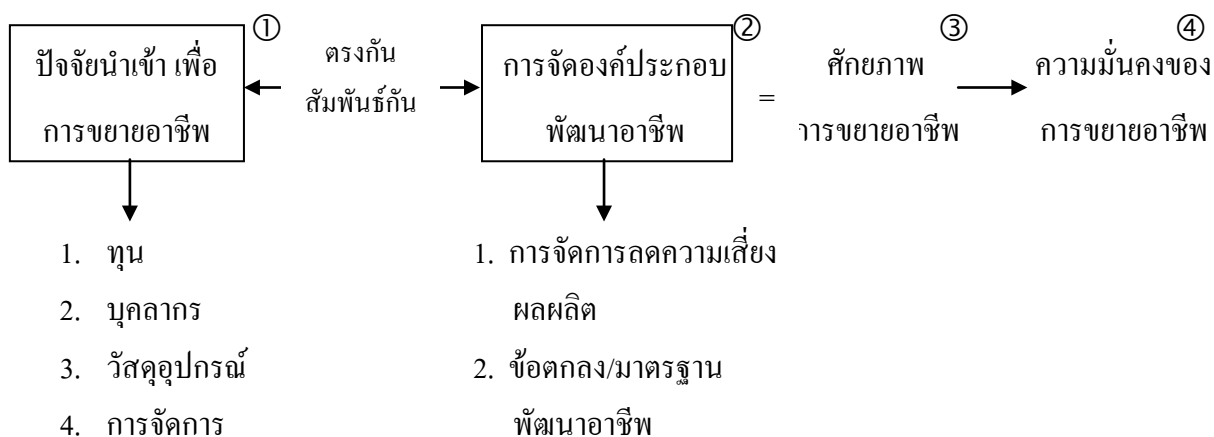 ①
ปัจจัยนำเข้า เพื่อ
การขยายอาชีพ
ตรงกัน
สัมพันธ์กัน
②
การจัดองค์ประกอบ
พัฒนาอาชีพ
=
③
ศักยภาพ
การขยายอาชีพ
④
ความมั่นคงของ
การขยายอาชีพ
1. ทุน
2. บุคลากร
3. วัสดุอุปกรณ์
4. การจัดการ
1. การจัดการลดความเสี่ยง
ผลผลิต
2. ข้อตกลง/มาตรฐาน
พัฒนาอาชีพ